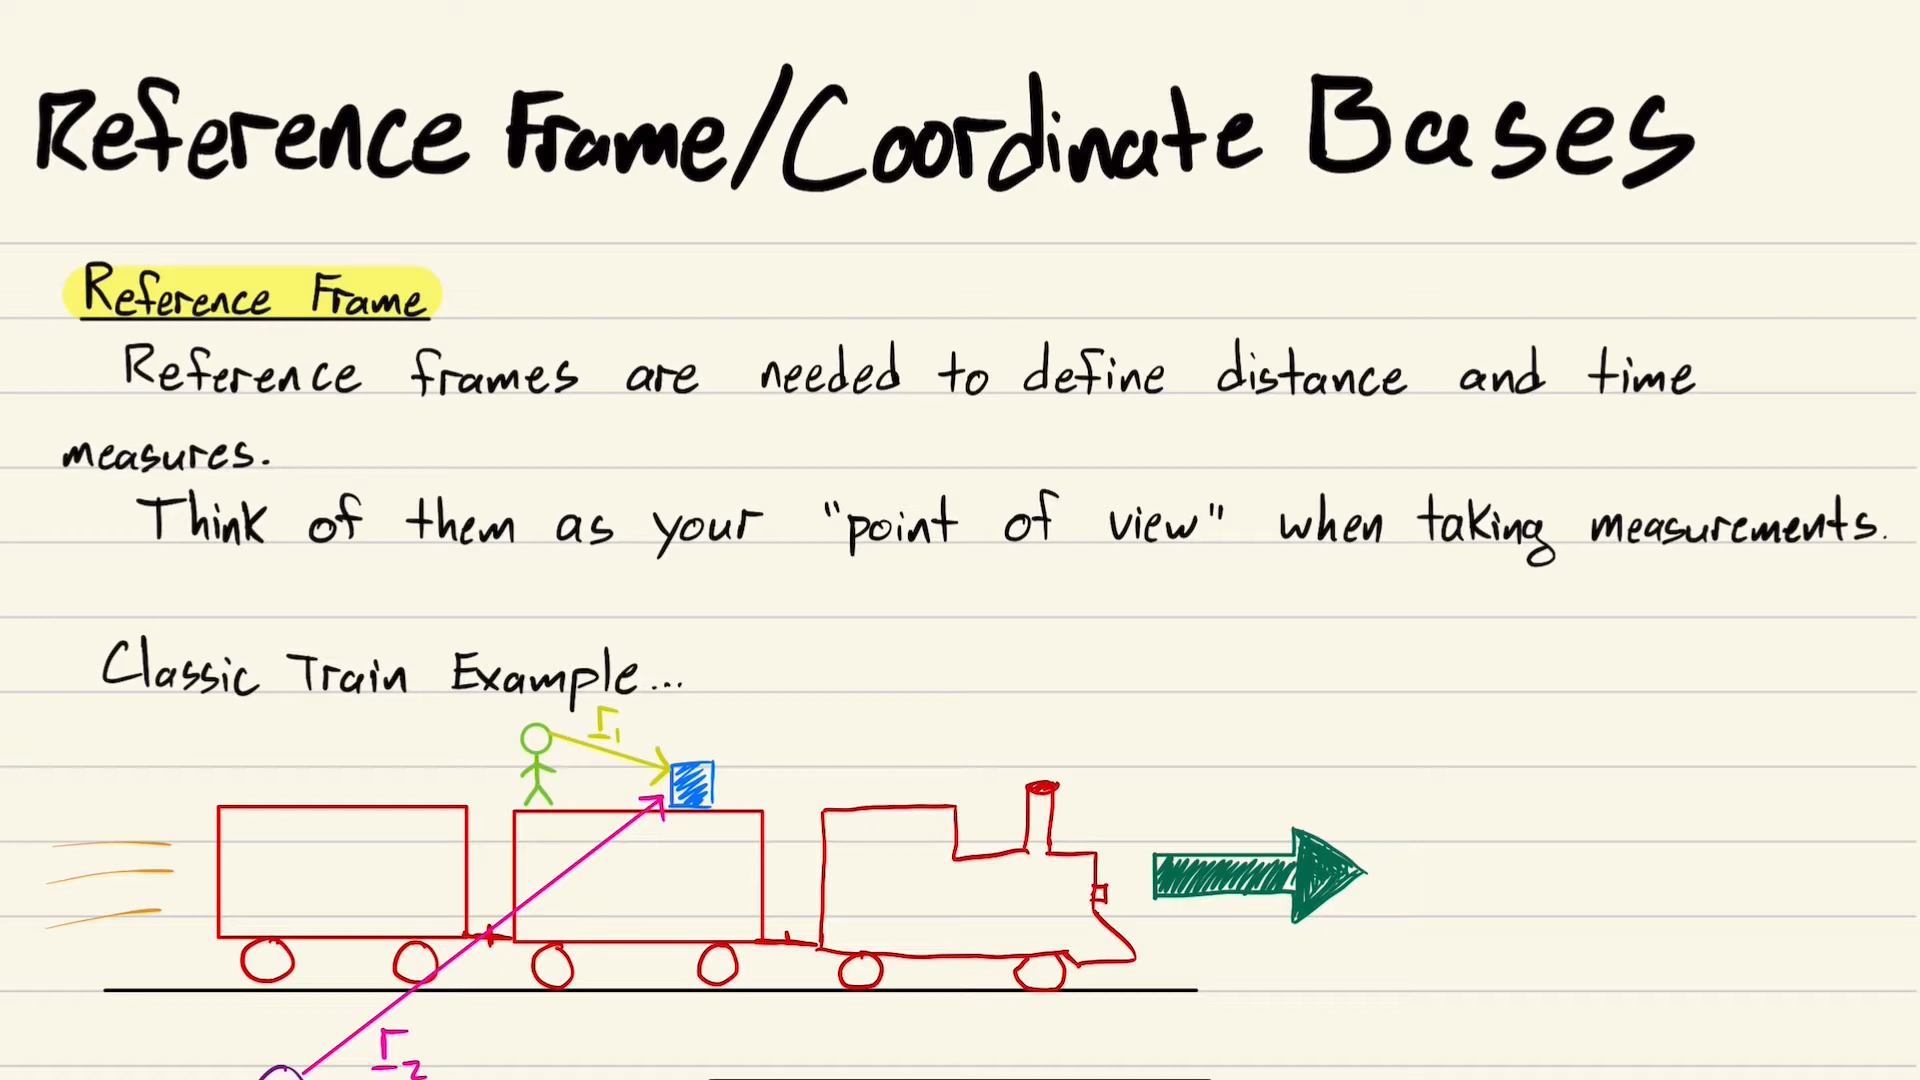 Reference Frame/Coordinate Bases
Reference Frame
Reference frames are needed to define distance and time
measures.
Think of them as your "point of view" when taking measurements.
Classic Train Example...
r₁
r₂